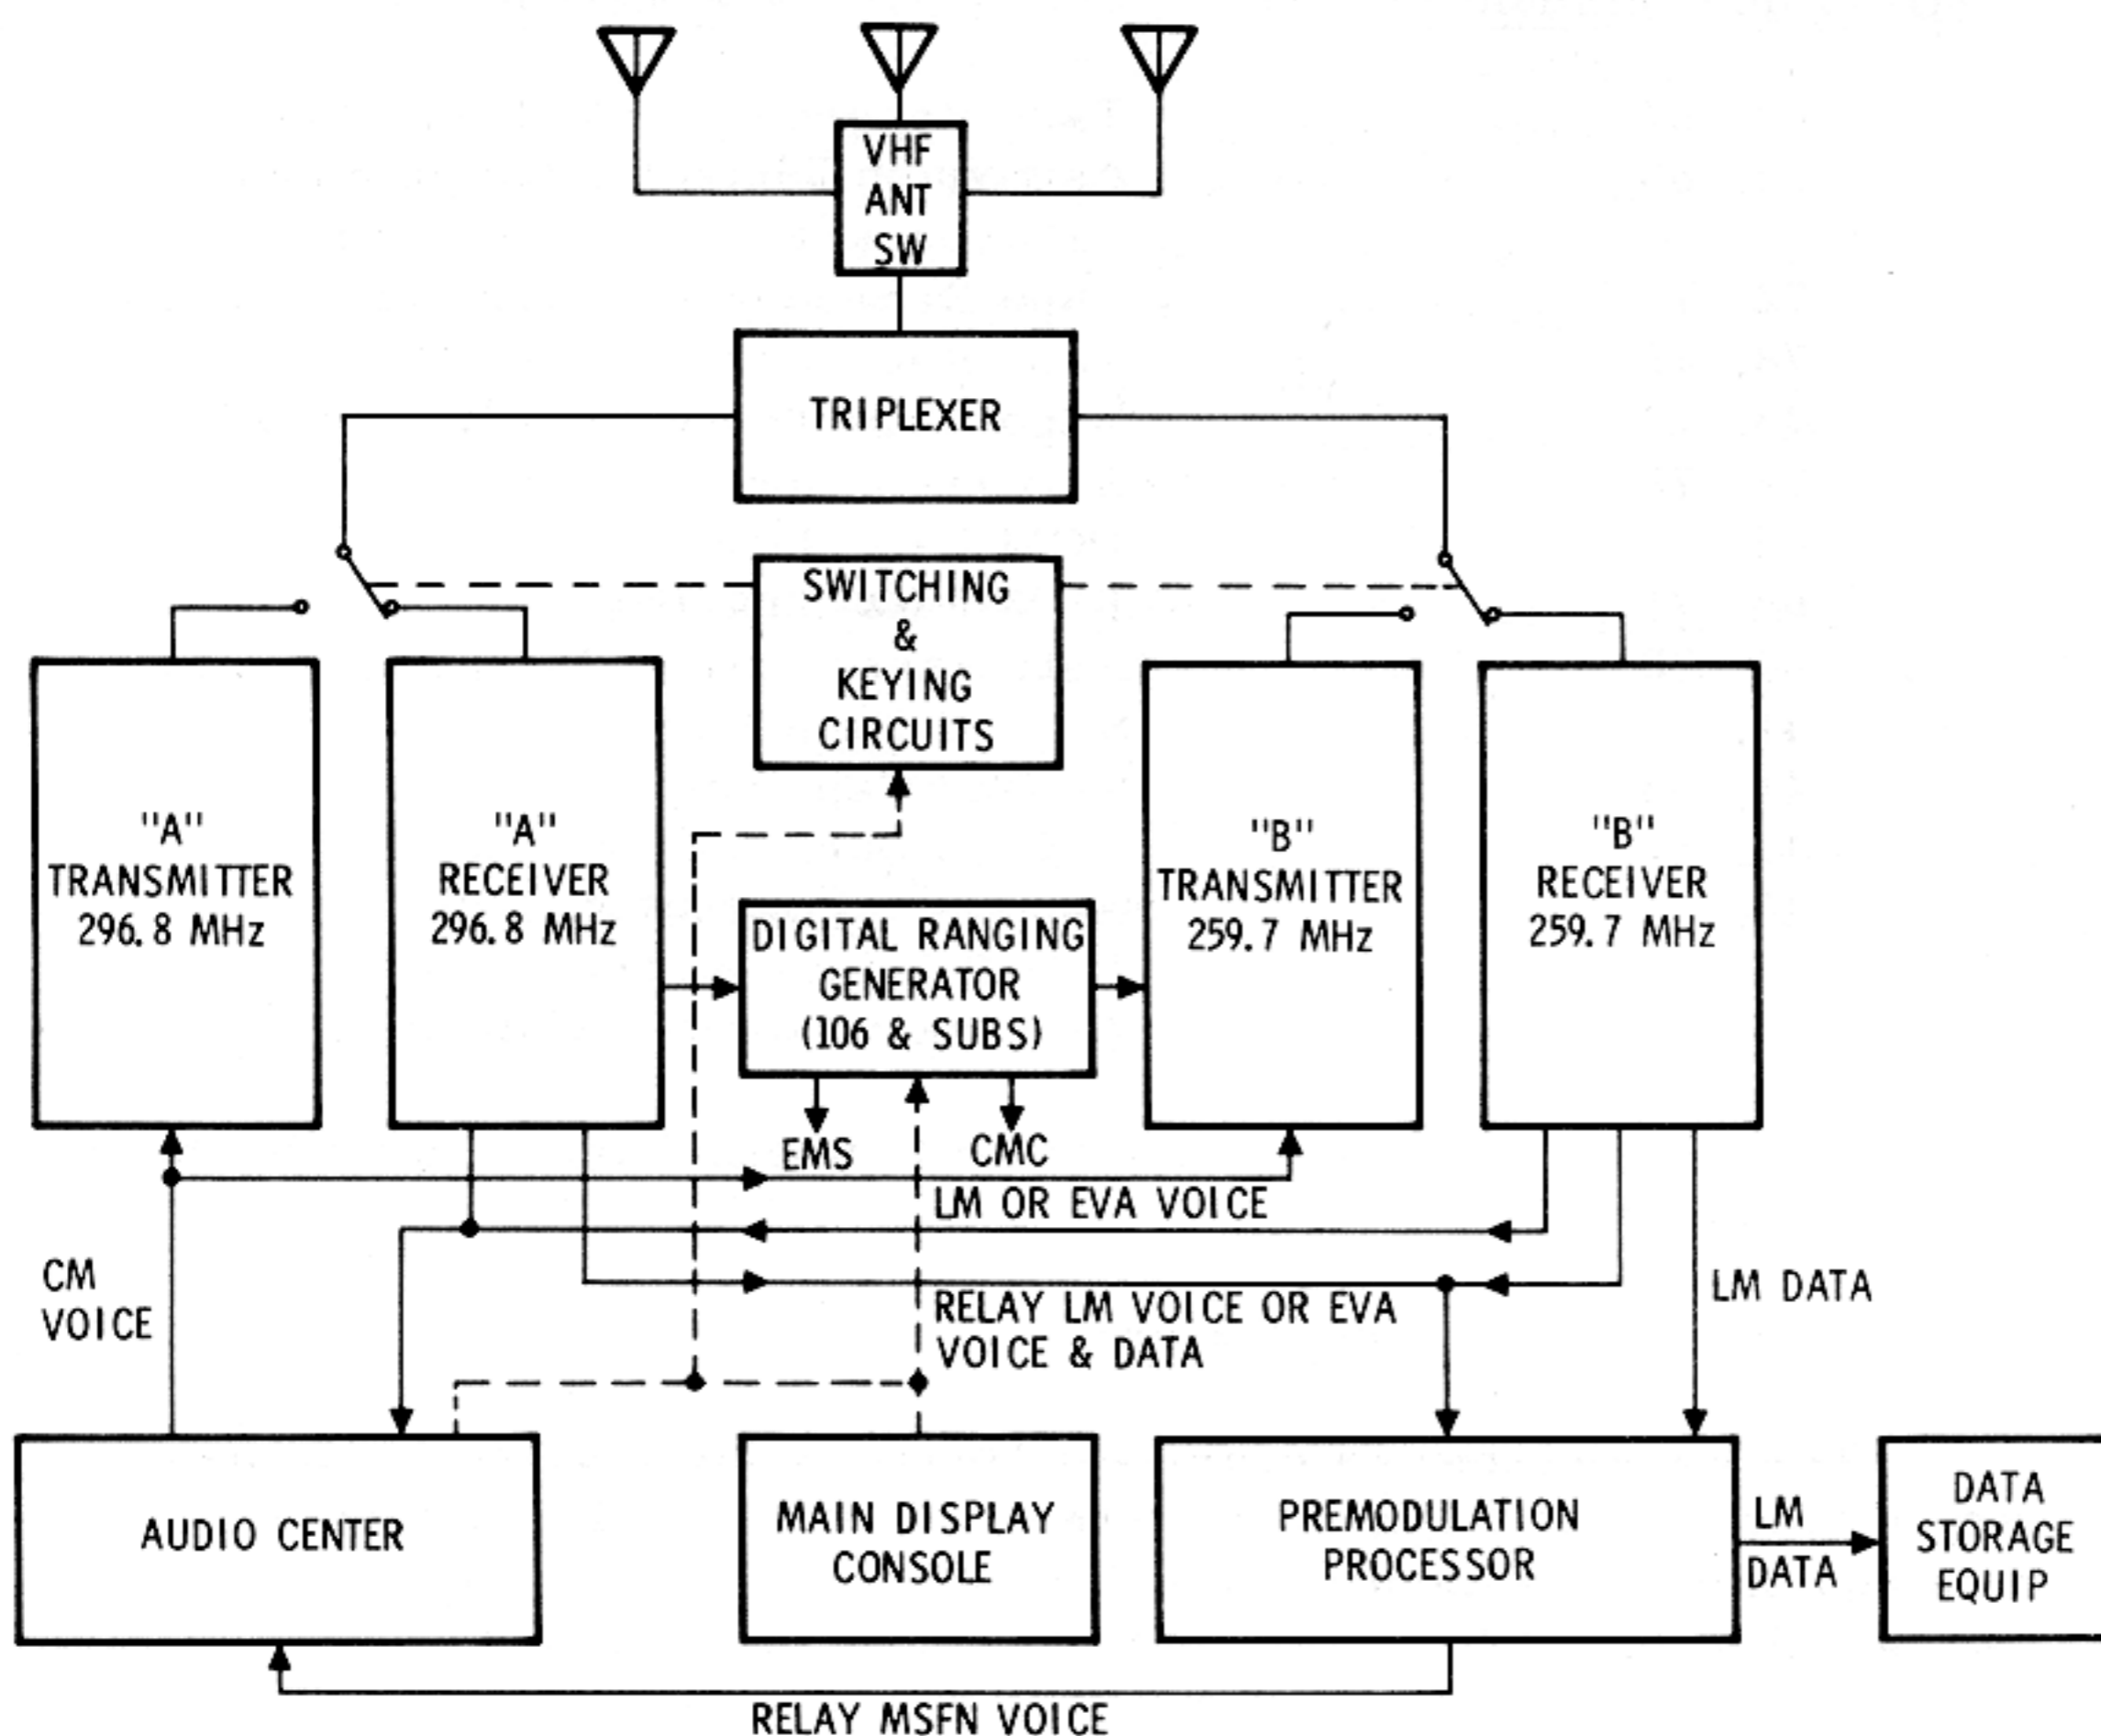 VHF
ANT
SW
TRIPLEXER
SWITCHING
&
KEYING
CIRCUITS
"A"
TRANSMITTER
296.8 MHz
"A"
RECEIVER
296.8 MHz
DIGITAL RANGING
GENERATOR
(106 & SUBS)
"B"
TRANSMITTER
259.7 MHz
"B"
RECEIVER
259.7 MHz
EMS
CMC
LM OR EVA VOICE
CM
VOICE
RELAY LM VOICE OR EVA
VOICE & DATA
LM DATA
AUDIO CENTER
MAIN DISPLAY
CONSOLE
PREMODULATION
PROCESSOR
LM
DATA
DATA
STORAGE
EQUIP
RELAY MSFN VOICE